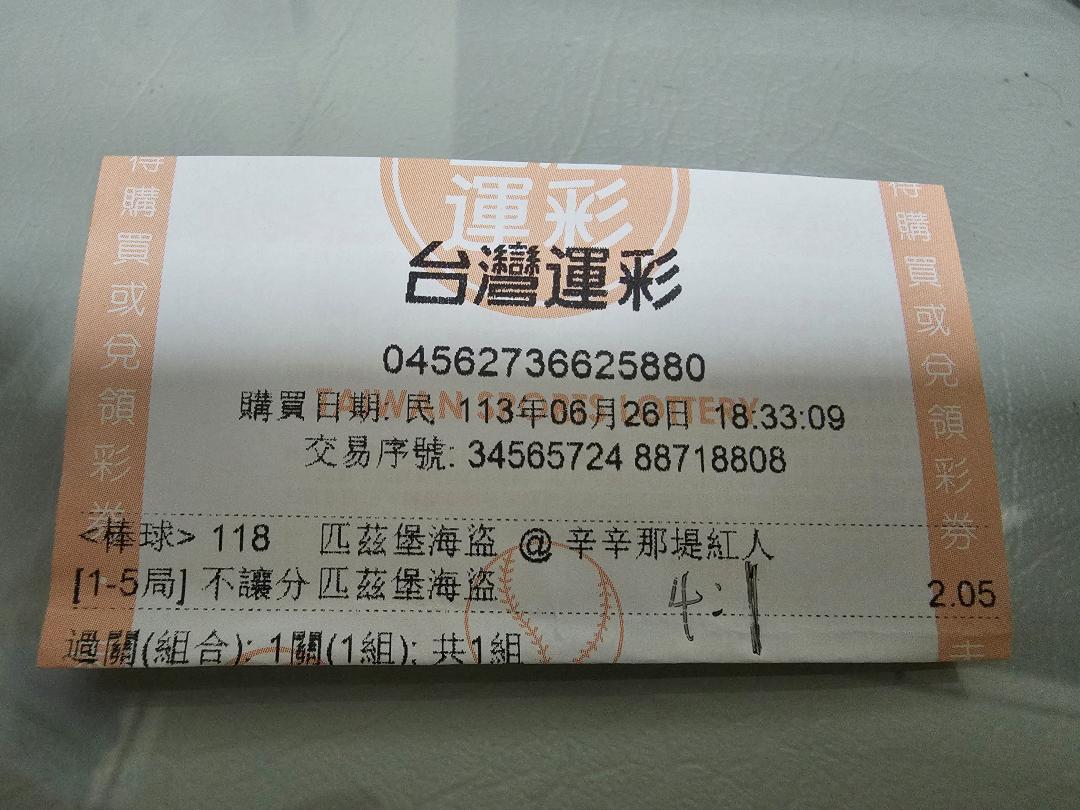 運彩
台灣運彩
04562736625880
TAIWAN SPORTS LOTTERY
購買日期: 民 113年06月26日 18:33:09
交易序號: 34565724 88718808
<棒球> 118 匹茲堡海盜 @ 辛辛那堤紅人
[1-5局] 不讓分 匹茲堡海盜 2.05
4:1
過關(組合): 1關(1組): 共1組
得購買或兌領彩券
得購買或兌領彩券 未